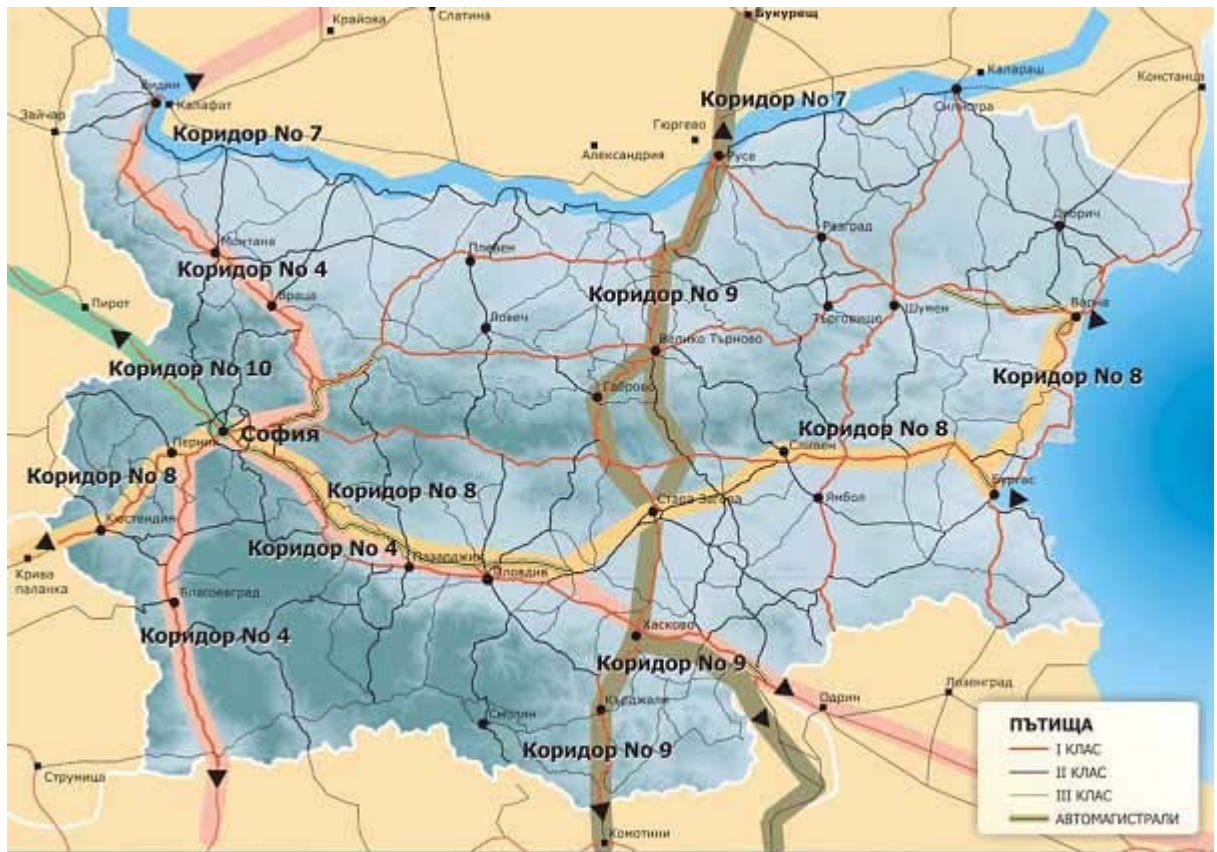 Крайова
Слатина
Букурещ
Видин
Калафат
Зайчар
Коридор No 7
Коридор No 7
Гюргево
Александрия
Русе
Калараш
Силистра
Констанца
Монтана
Коридор No 4
Враца
Плевен
Ловеч
Коридор No 9
Разград
Добрич
Търговище
Шумен
Варна
Пирот
Коридор No 10
Велико Търново
Габрово
Коридор No 8
София
Перник
Коридор No 8
Кюстендил
Крива
паланка
Коридор No 8
Коридор No 4
Пазарджик
Пловдив
Стара Загора
Сливен
Коридор No 8
Ямбол
Бургас
Благоевград
Коридор No 4
Хасково
Коридор No 9
Кърджали
Смолян
Коридор No 9
Одрин
Лозенград
Струмица
Комотини
ПЪТИЩА
I КЛАС
II КЛАС
III КЛАС
АВТОМАГИСТРАЛИ